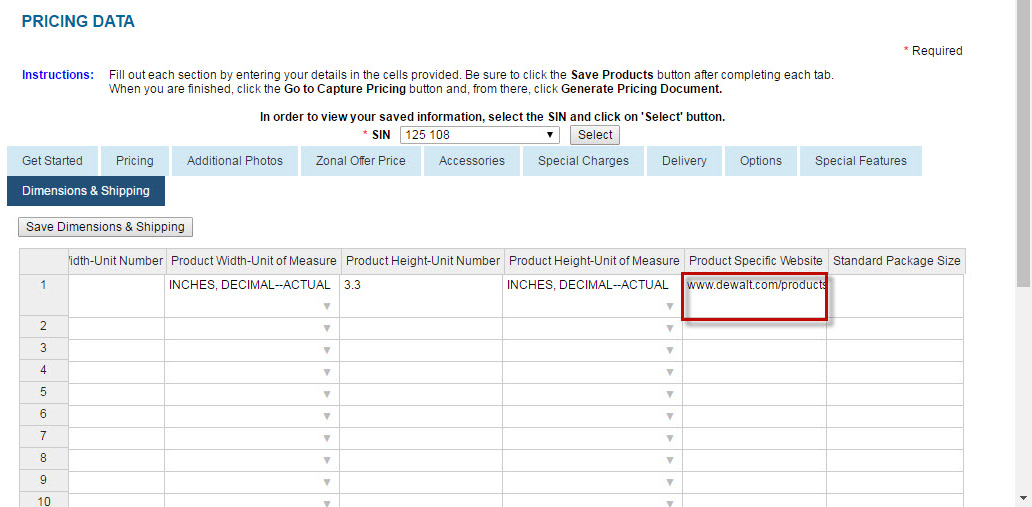 PRICING DATA
* Required
Instructions: Fill out each section by entering your details in the cells provided. Be sure to click the Save Products button after completing each tab.
When you are finished, click the Go to Capture Pricing button and, from there, click Generate Pricing Document.
In order to view your saved information, select the SIN and click on 'Select' button.
* SIN 125 108 Select
Get Started Pricing Additional Photos Zonal Offer Price Accessories Special Charges Delivery Options Special Features
Dimensions & Shipping
Save Dimensions & Shipping
Width-Unit Number Product Width-Unit of Measure Product Height-Unit Number Product Height-Unit of Measure Product Specific Website Standard Package Size
1 INCHES, DECIMAL--ACTUAL 3.3 INCHES, DECIMAL--ACTUAL www.dewalt.com/products
2
3
4
5
6
7
8
9
10